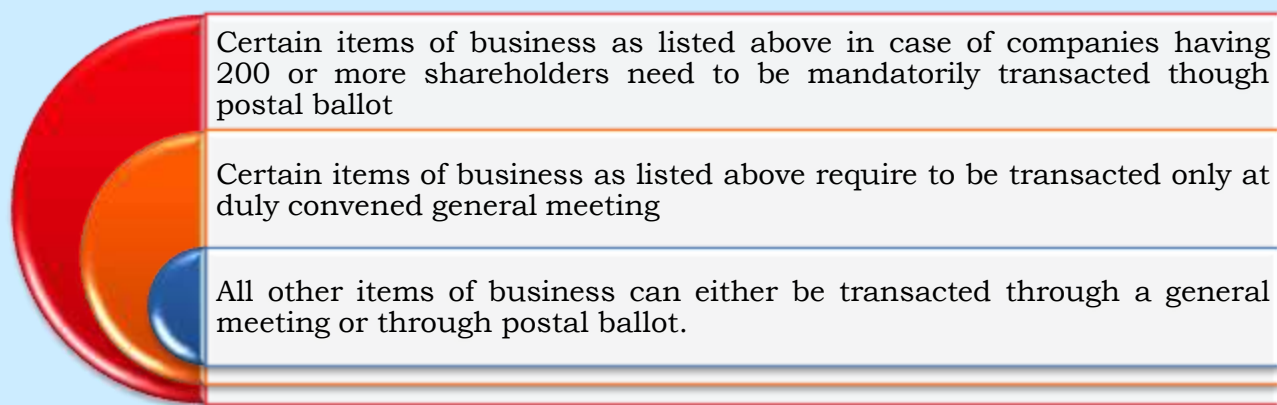 Certain items of business as listed above in case of companies having
200 or more shareholders need to be mandatorily transacted though
postal ballot
Certain items of business as listed above require to be transacted only at
duly convened general meeting
All other items of business can either be transacted through a general
meeting or through postal ballot.